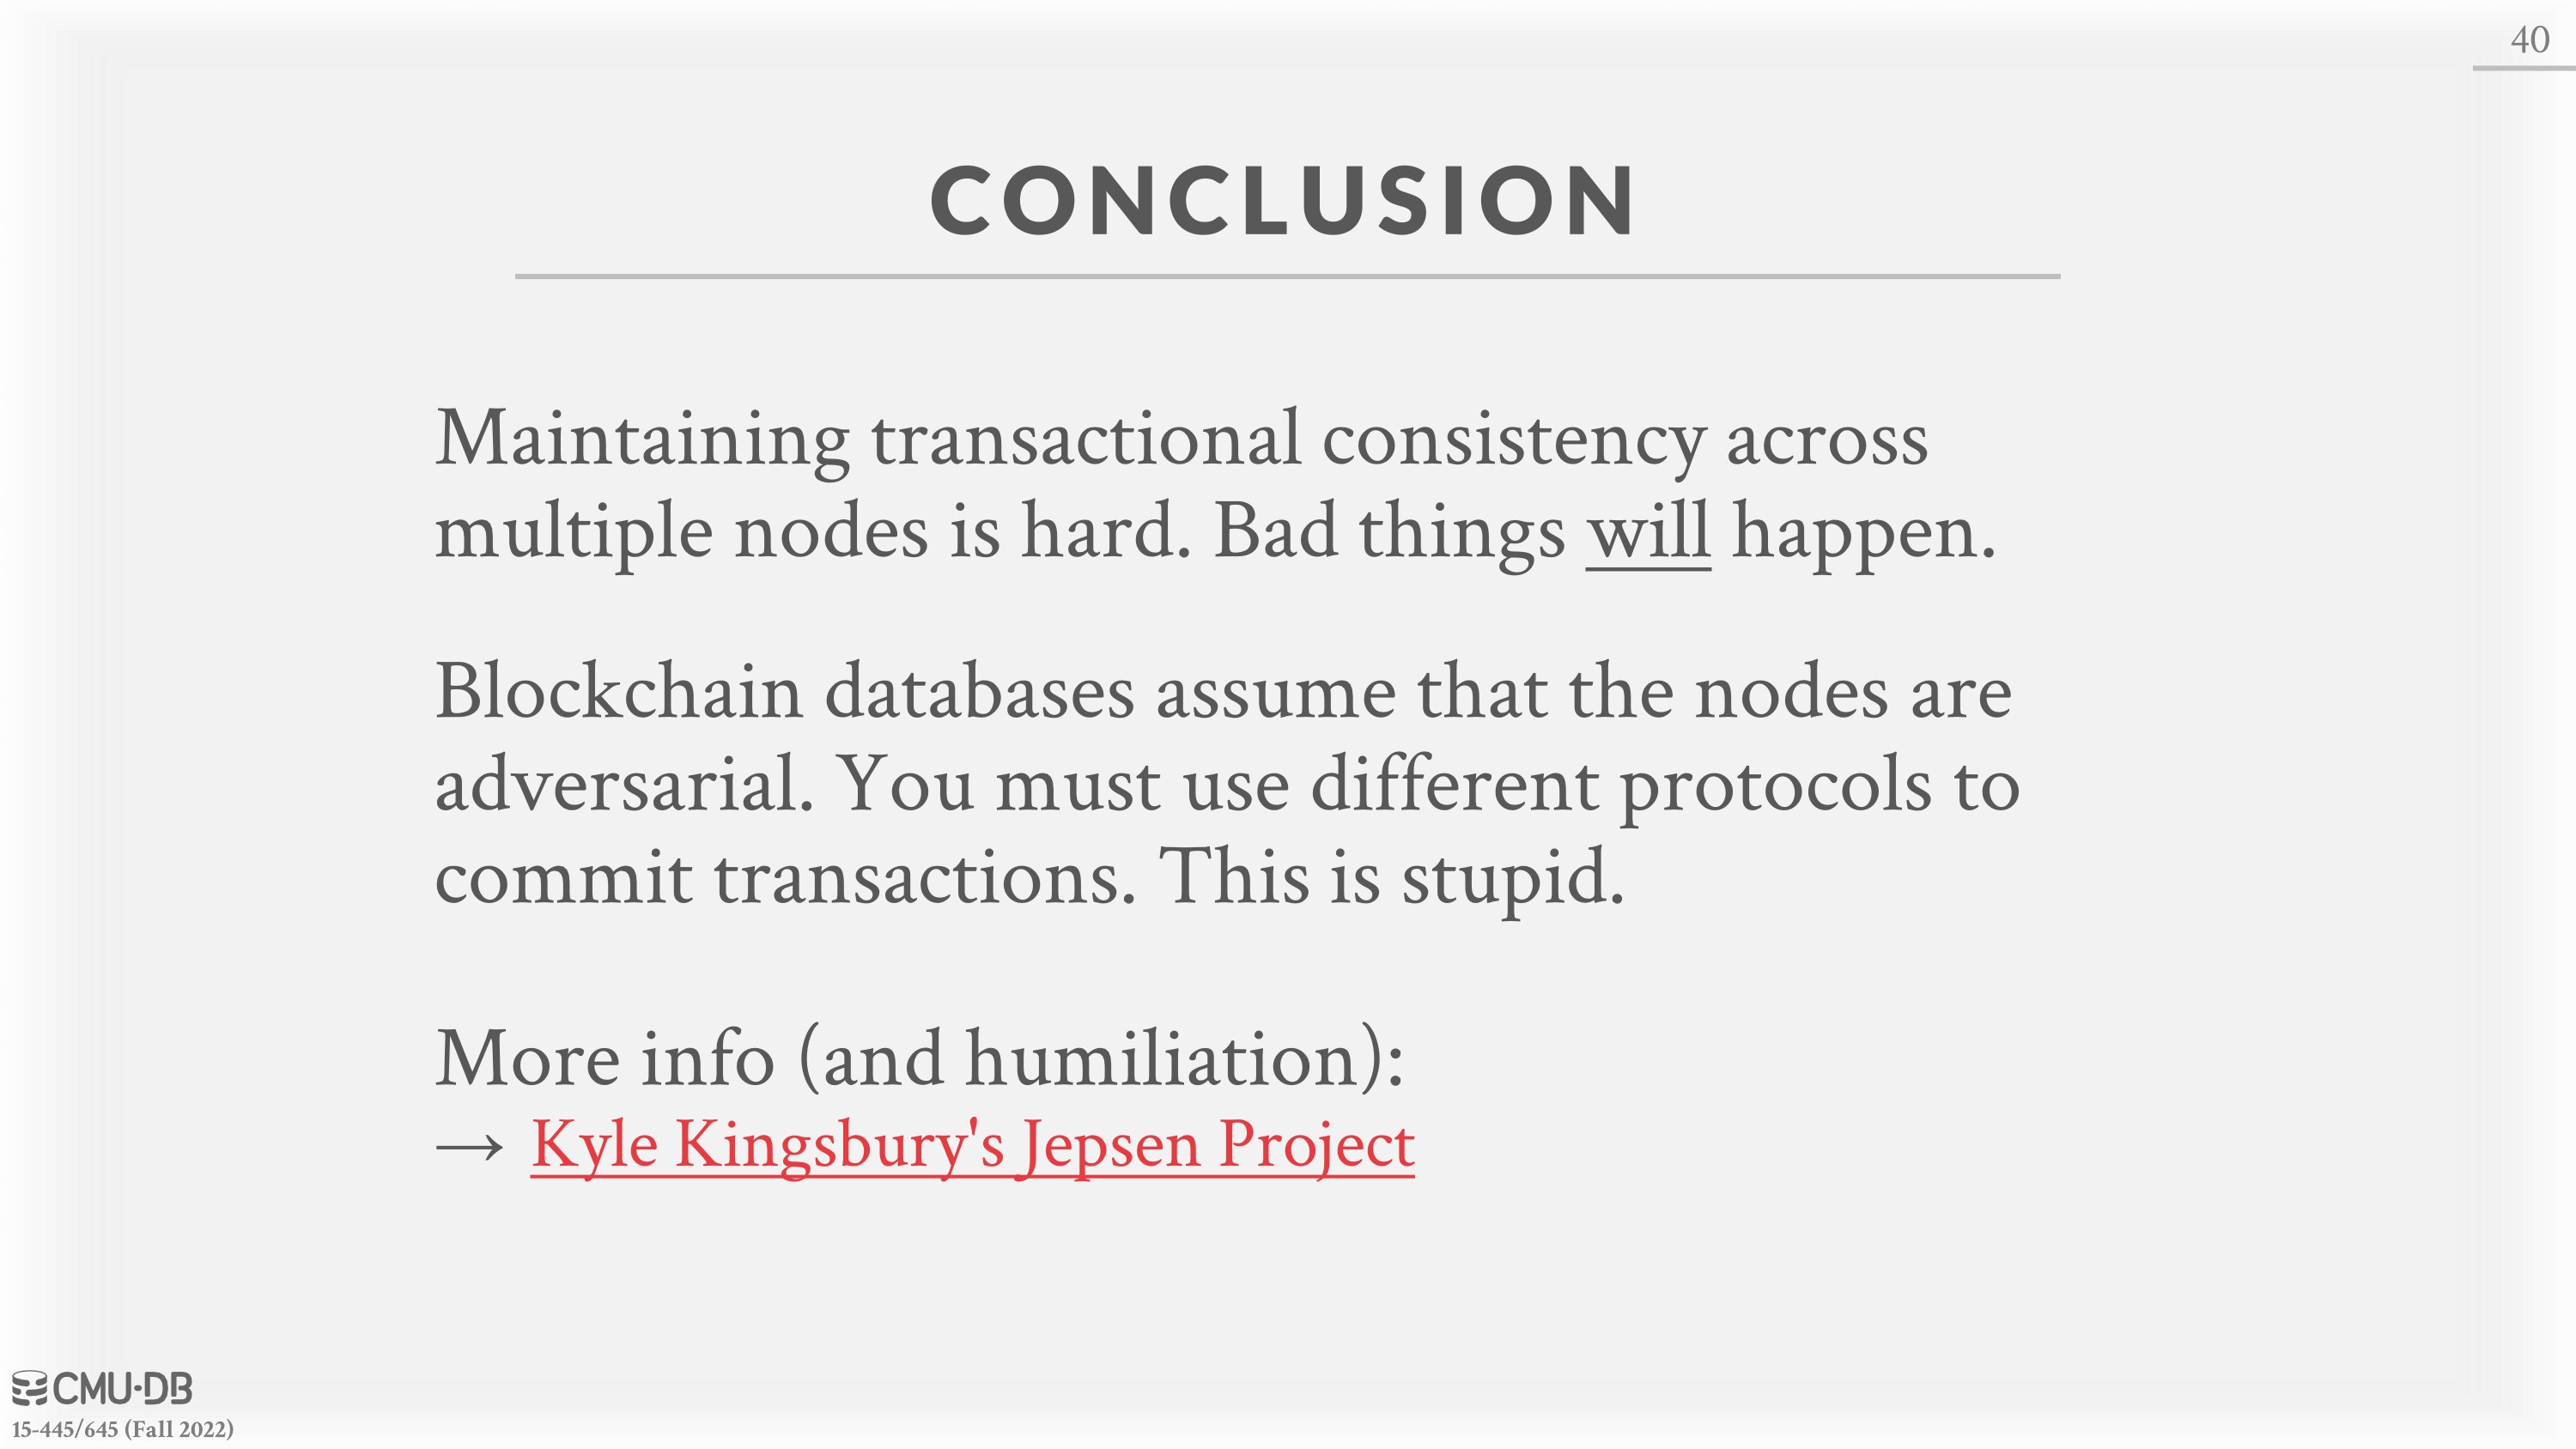 40
CONCLUSION
Maintaining transactional consistency across
multiple nodes is hard. Bad things will happen.
Blockchain databases assume that the nodes are
adversarial. You must use different protocols to
commit transactions. This is stupid.
More info (and humiliation):
→ Kyle Kingsbury's Jepsen Project
CMU·DB
15-445/645 (Fall 2022)